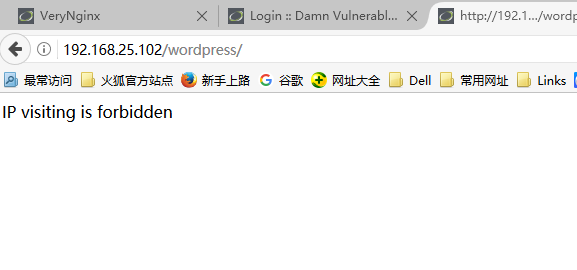 VeryNginx
Login :: Damn Vulnerabl...
http://192.1.../wordp
192.168.25.102/wordpress/
最常访问 火狐官方站点 新手上路 谷歌 网址大全 Dell 常用网址 Links
IP visiting is forbidden